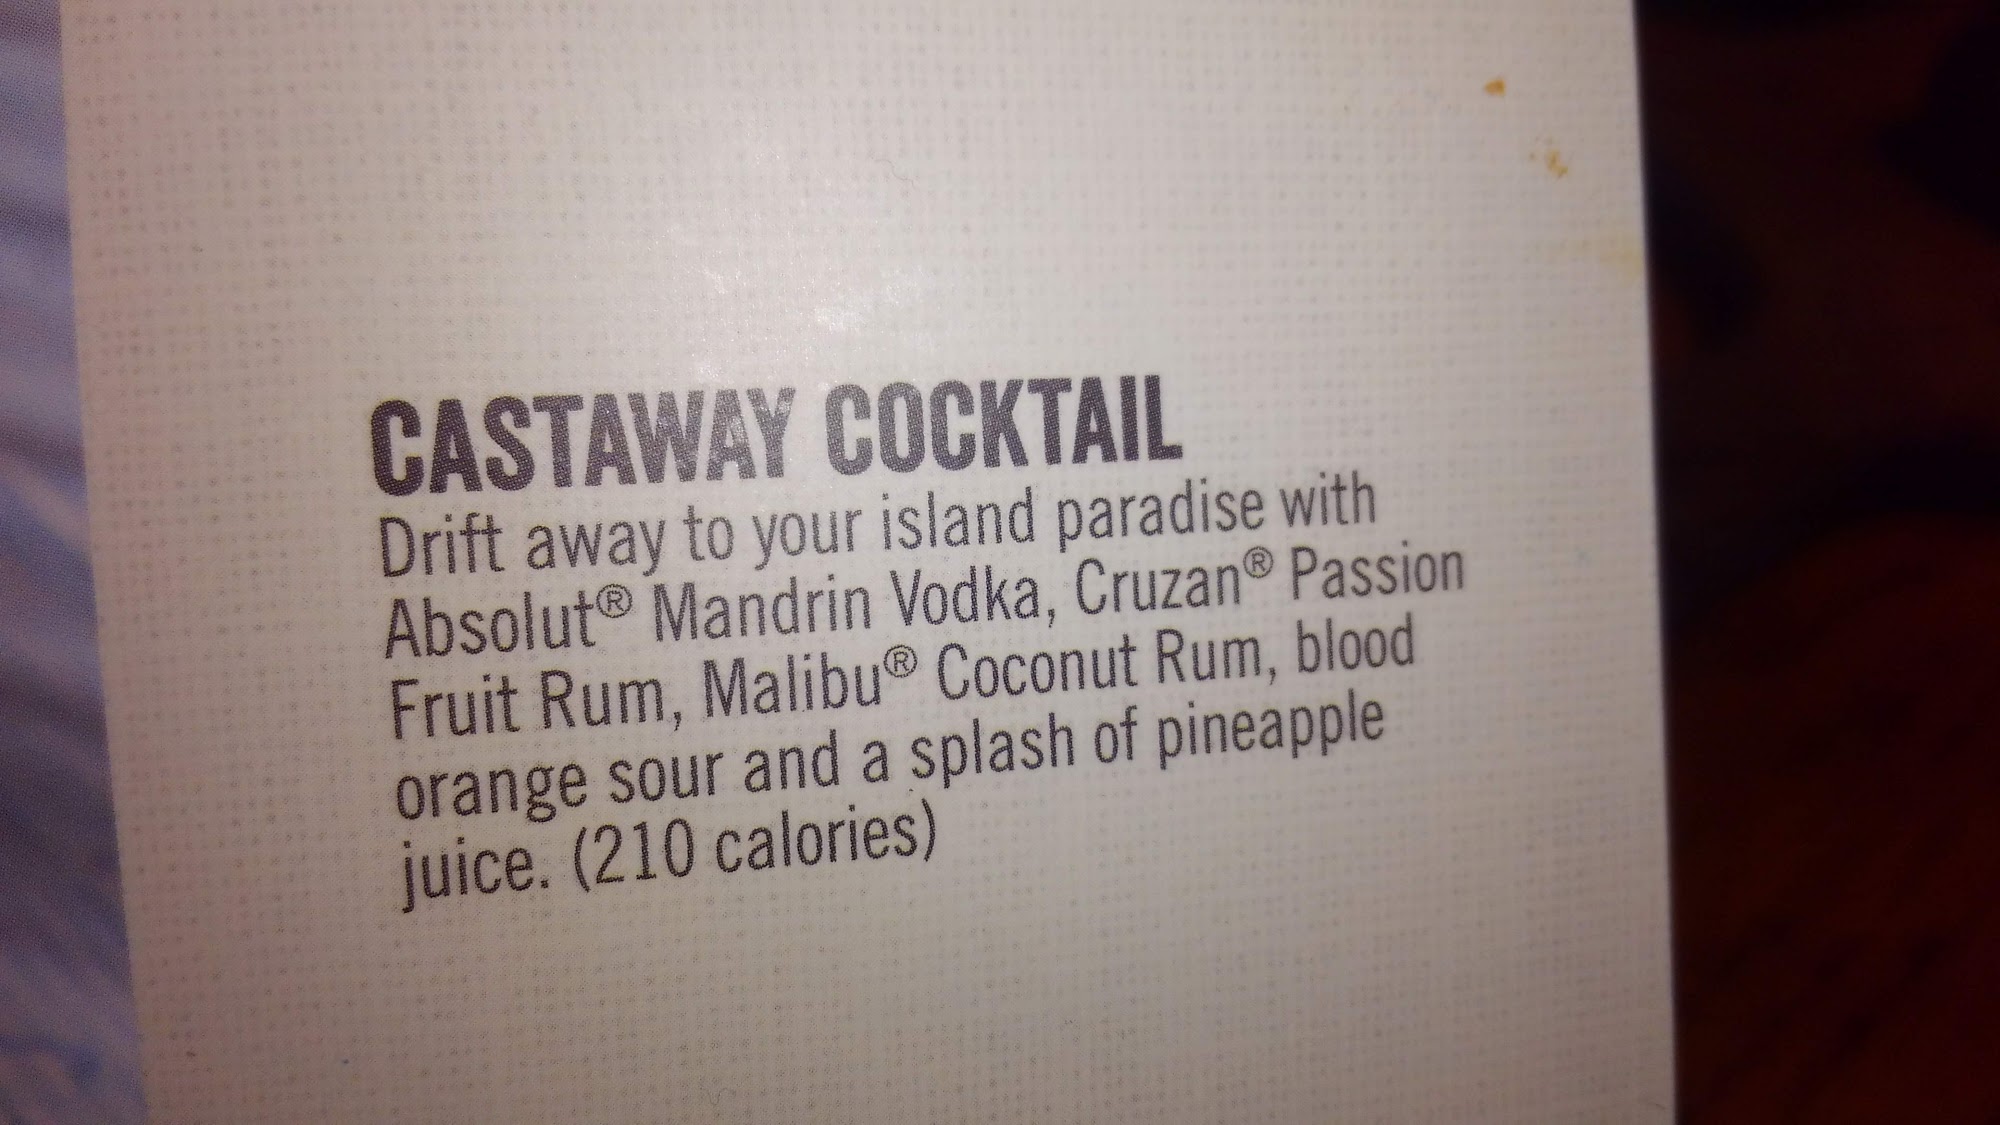 CASTAWAY COCKTAIL
Drift away to your island paradise with
Absolut® Mandrin Vodka, Cruzan® Passion
Fruit Rum, Malibu® Coconut Rum, blood
orange sour and a splash of pineapple
juice. (210 calories)